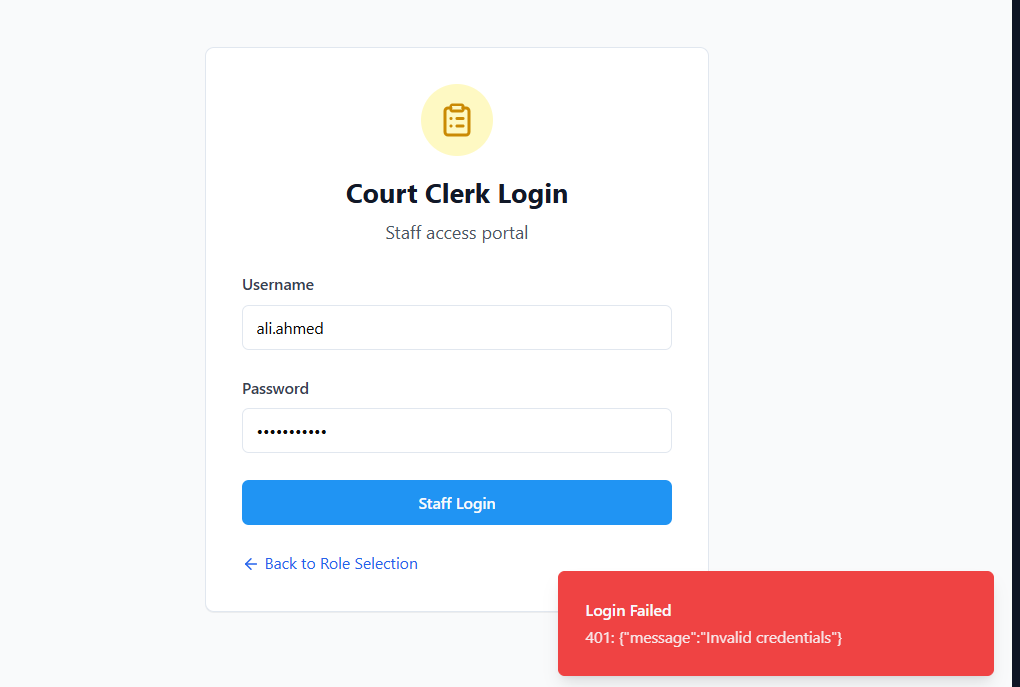 Court Clerk Login
Staff access portal
Username
ali.ahmed
Password
•••••••••••
Staff Login
← Back to Role Selection
Login Failed
401: {"message":"Invalid credentials"}